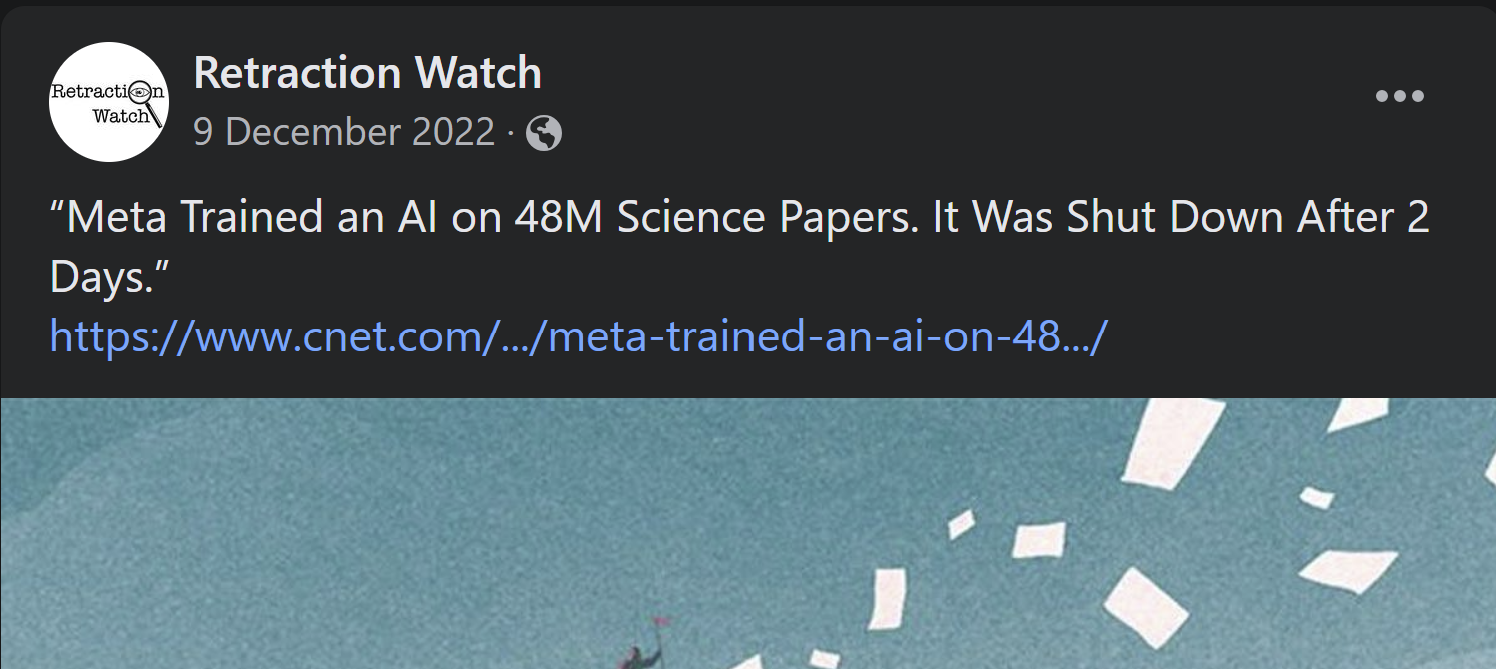 Retraction
Watch
Retraction Watch
9 December 2022 ·
“Meta Trained an AI on 48M Science Papers. It Was Shut Down After 2
Days.”
https://www.cnet.com/.../meta-trained-an-ai-on-48.../